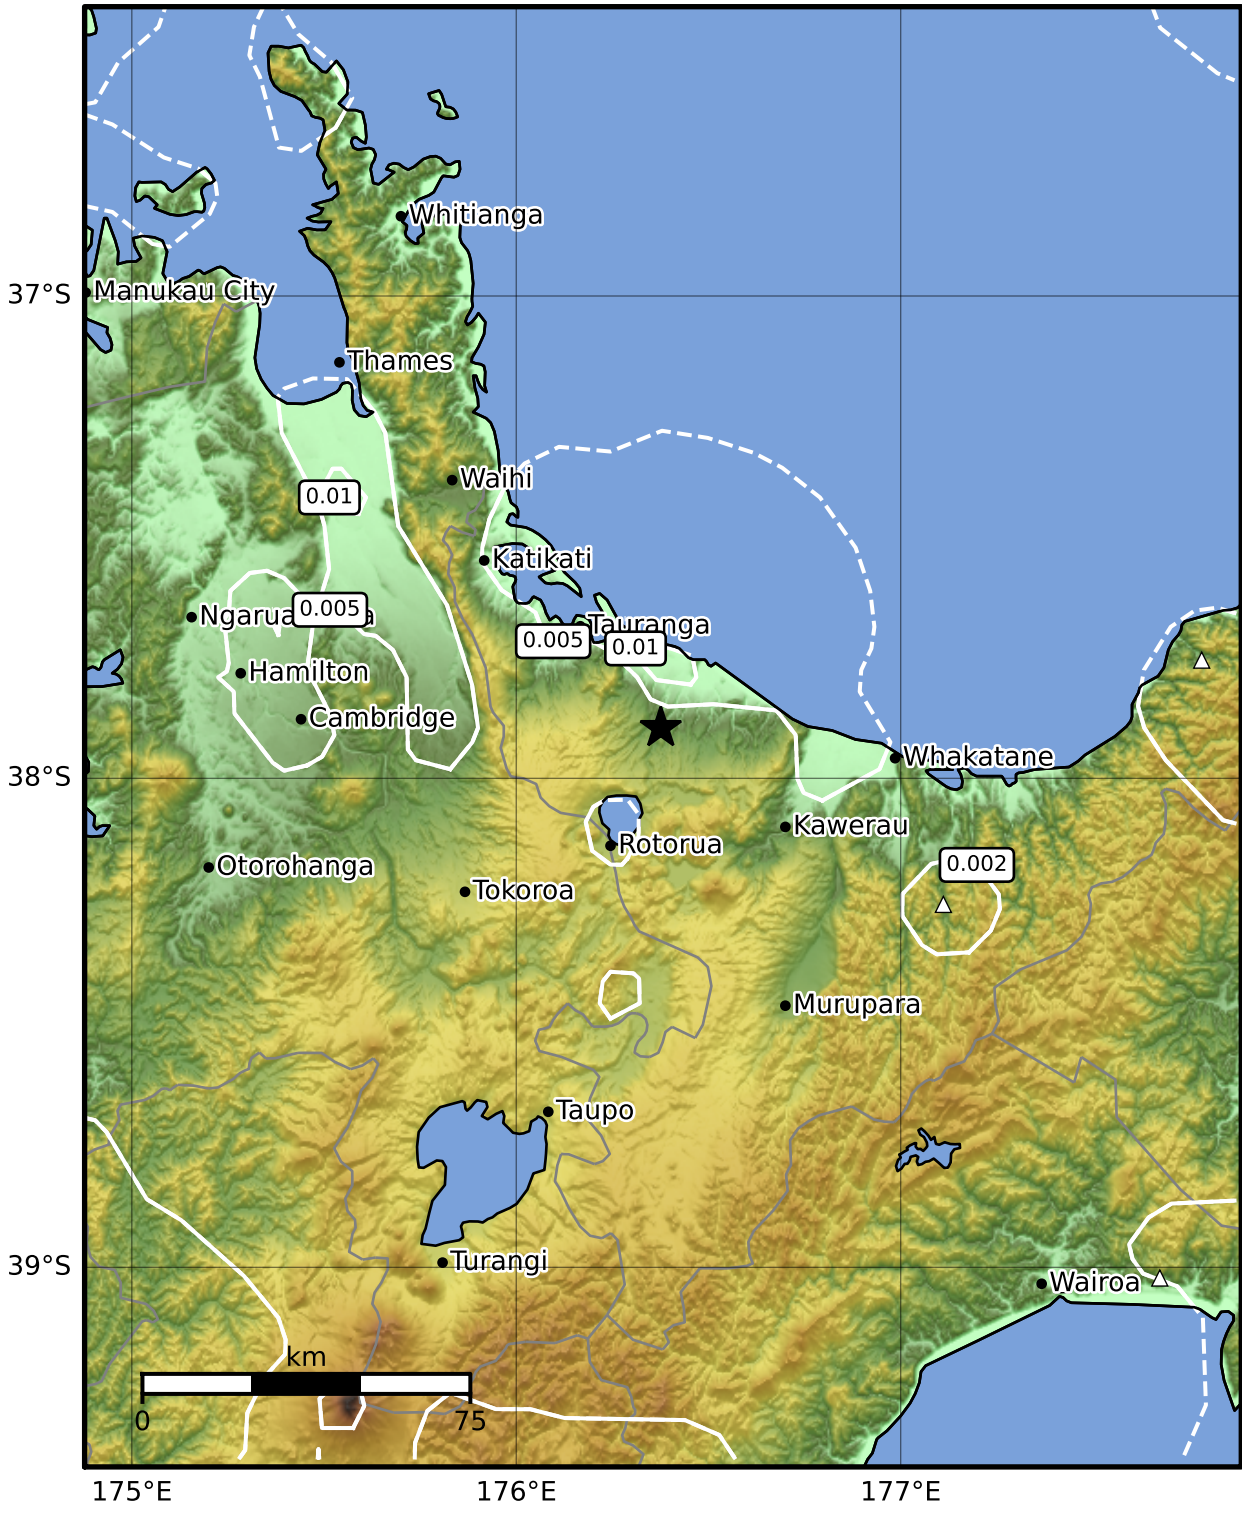 Whitianga
37°S
Manukau City
Thames
Waihi
0.01
Katikati
0.005
Ngarua
a
Tauranga
0.005
0.01
Hamilton
Cambridge
Whakatane
38°S
Kawerau
Rotorua
0.002
Otorohanga
Tokoroa
Murupara
Taupo
Turangi
39°S
Wairoa
km
0
75
175°E
176°E
177°E